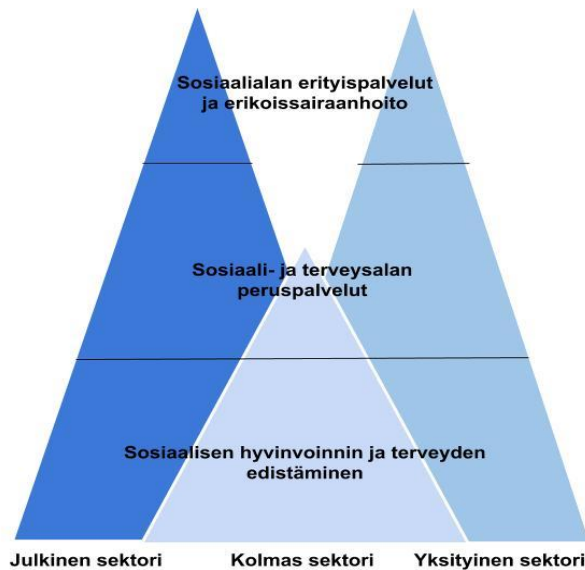 Sosiaalialan erityispalvelut
ja erikoissairaanhoito
Sosiaali- ja terveysalan
peruspalvelut
Sosiaalisen hyvinvoinnin ja terveyden
edistäminen
Julkinen sektori
Kolmas sektori
Yksityinen sektori